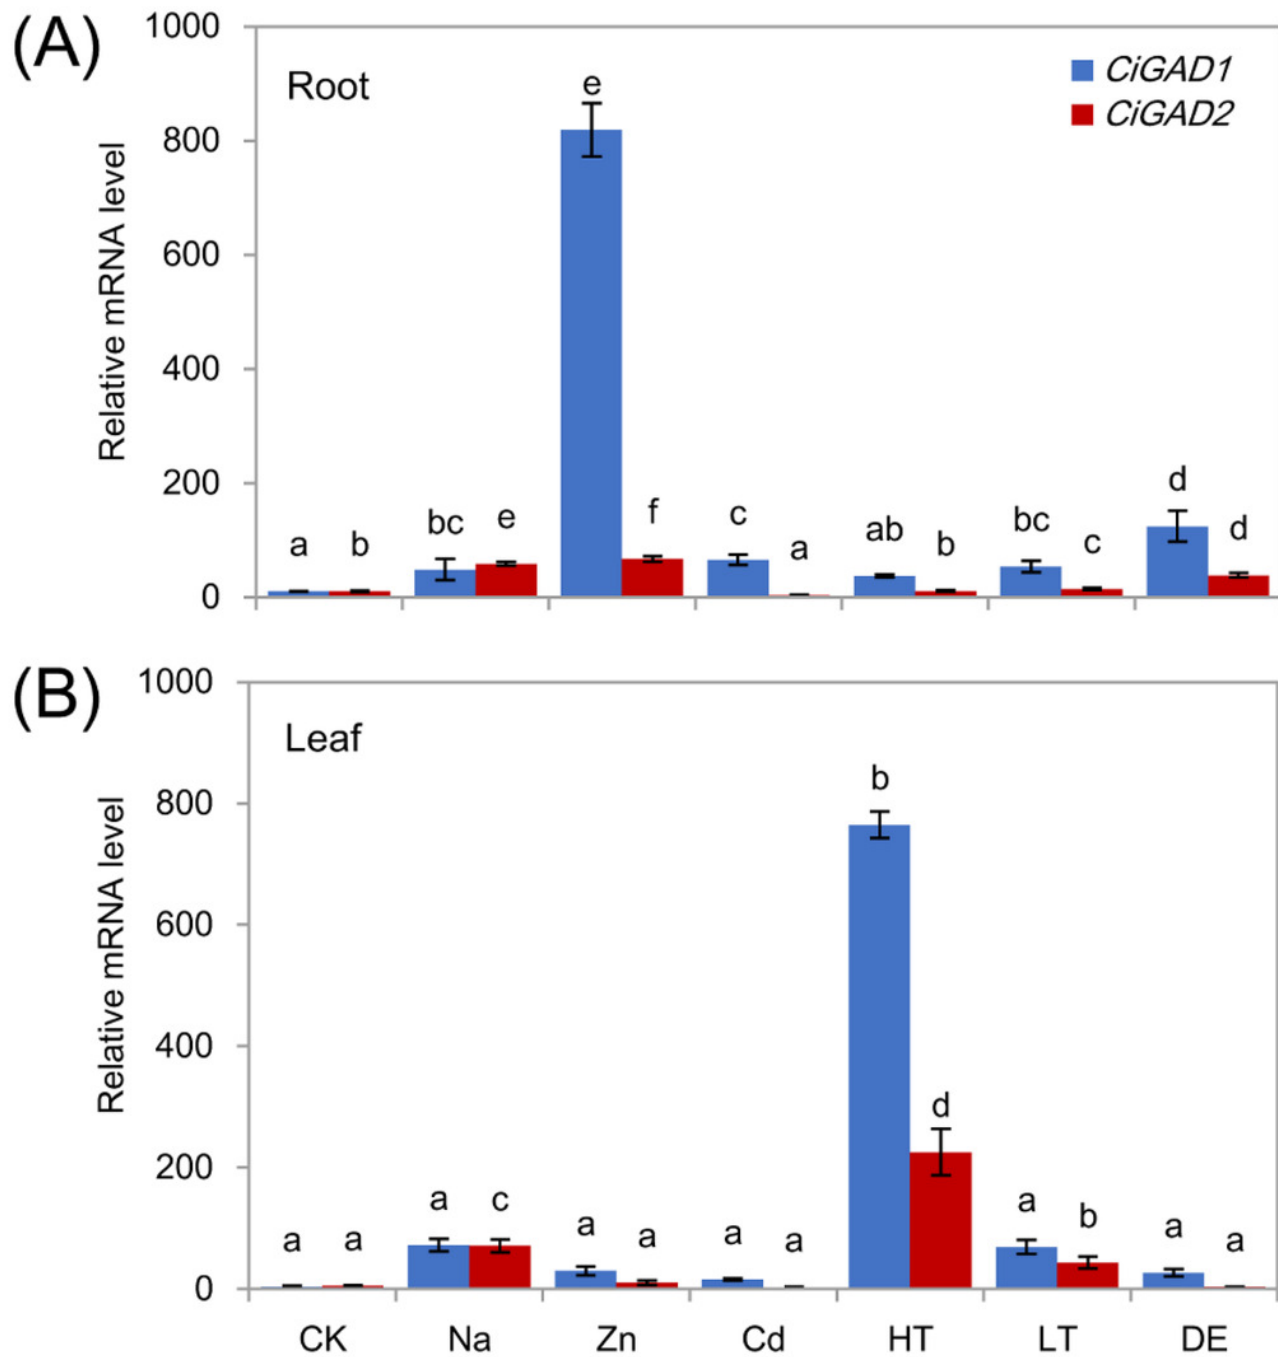 (A)
1000
800
600
400
200
0
Relative mRNA level
Root
CiGAD1
CiGAD2
a b bc e e f c a ab b bc c d d
(B)
1000
800
600
400
200
0
Relative mRNA level
Leaf
a a a c a a a a b d a b a a
CK Na Zn Cd HT LT DE